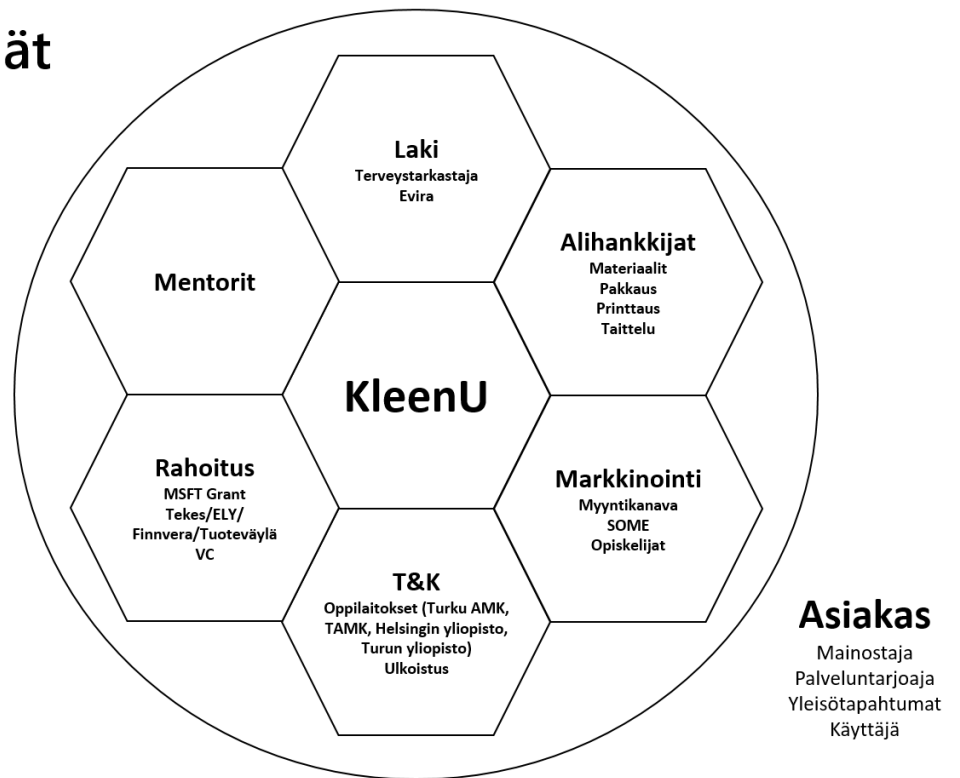 ät
Laki
Terveystarkastaja
Evira
Mentorit
Alihankkijat
Materiaalit
Pakkaus
Printtaus
Taittelu
KleenU
Rahoitus
MSFT Grant
Tekes/ELY/
Finnvera/Tuoteväylä
VC
Markkinointi
Myyntikanava
SOME
Opiskelijat
T&K
Oppilaitokset (Turku AMK,
TAMK, Helsingin yliopisto,
Turun yliopisto)
Ulkoistus
Asiakas
Mainostaja
Palveluntarjoaja
Yleisötapahtumat
Käyttäjä